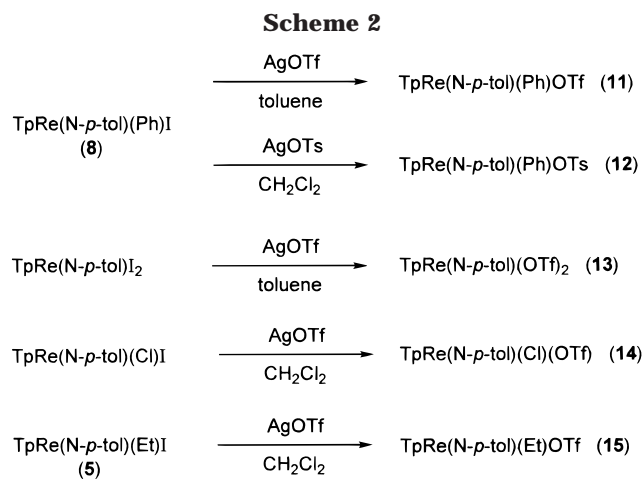 Scheme 2
AgOTf
toluene
TpRe(N-p-tol)(Ph)OTf (11)
TpRe(N-p-tol)(Ph)I
(8)
AgOTs
CH₂Cl₂
TpRe(N-p-tol)(Ph)OTs (12)
TpRe(N-p-tol)I₂
AgOTf
toluene
TpRe(N-p-tol)(OTf)₂ (13)
TpRe(N-p-tol)(Cl)I
AgOTf
CH₂Cl₂
TpRe(N-p-tol)(Cl)(OTf) (14)
TpRe(N-p-tol)(Et)I
(5)
AgOTf
CH₂Cl₂
TpRe(N-p-tol)(Et)OTf (15)